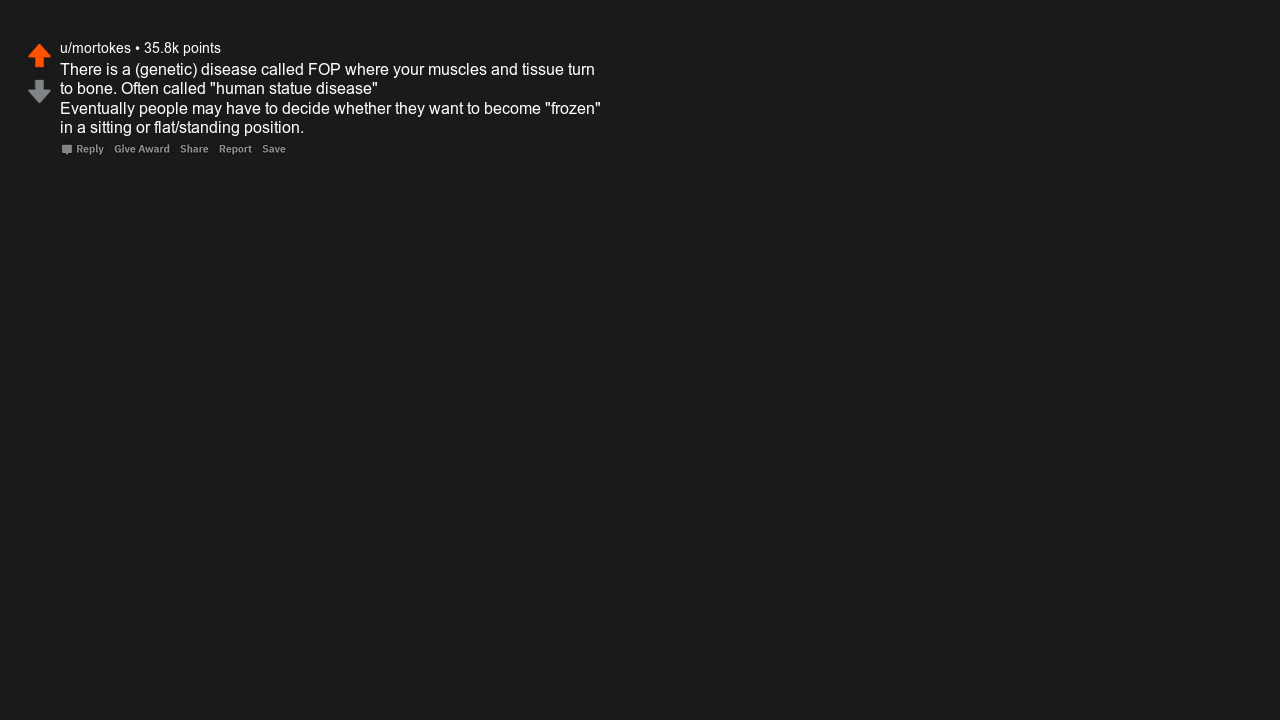 u/mortokes • 35.8k points
There is a (genetic) disease called FOP where your muscles and tissue turn
to bone. Often called "human statue disease"
Eventually people may have to decide whether they want to become "frozen"
in a sitting or flat/standing position.
Reply Give Award Share Report Save